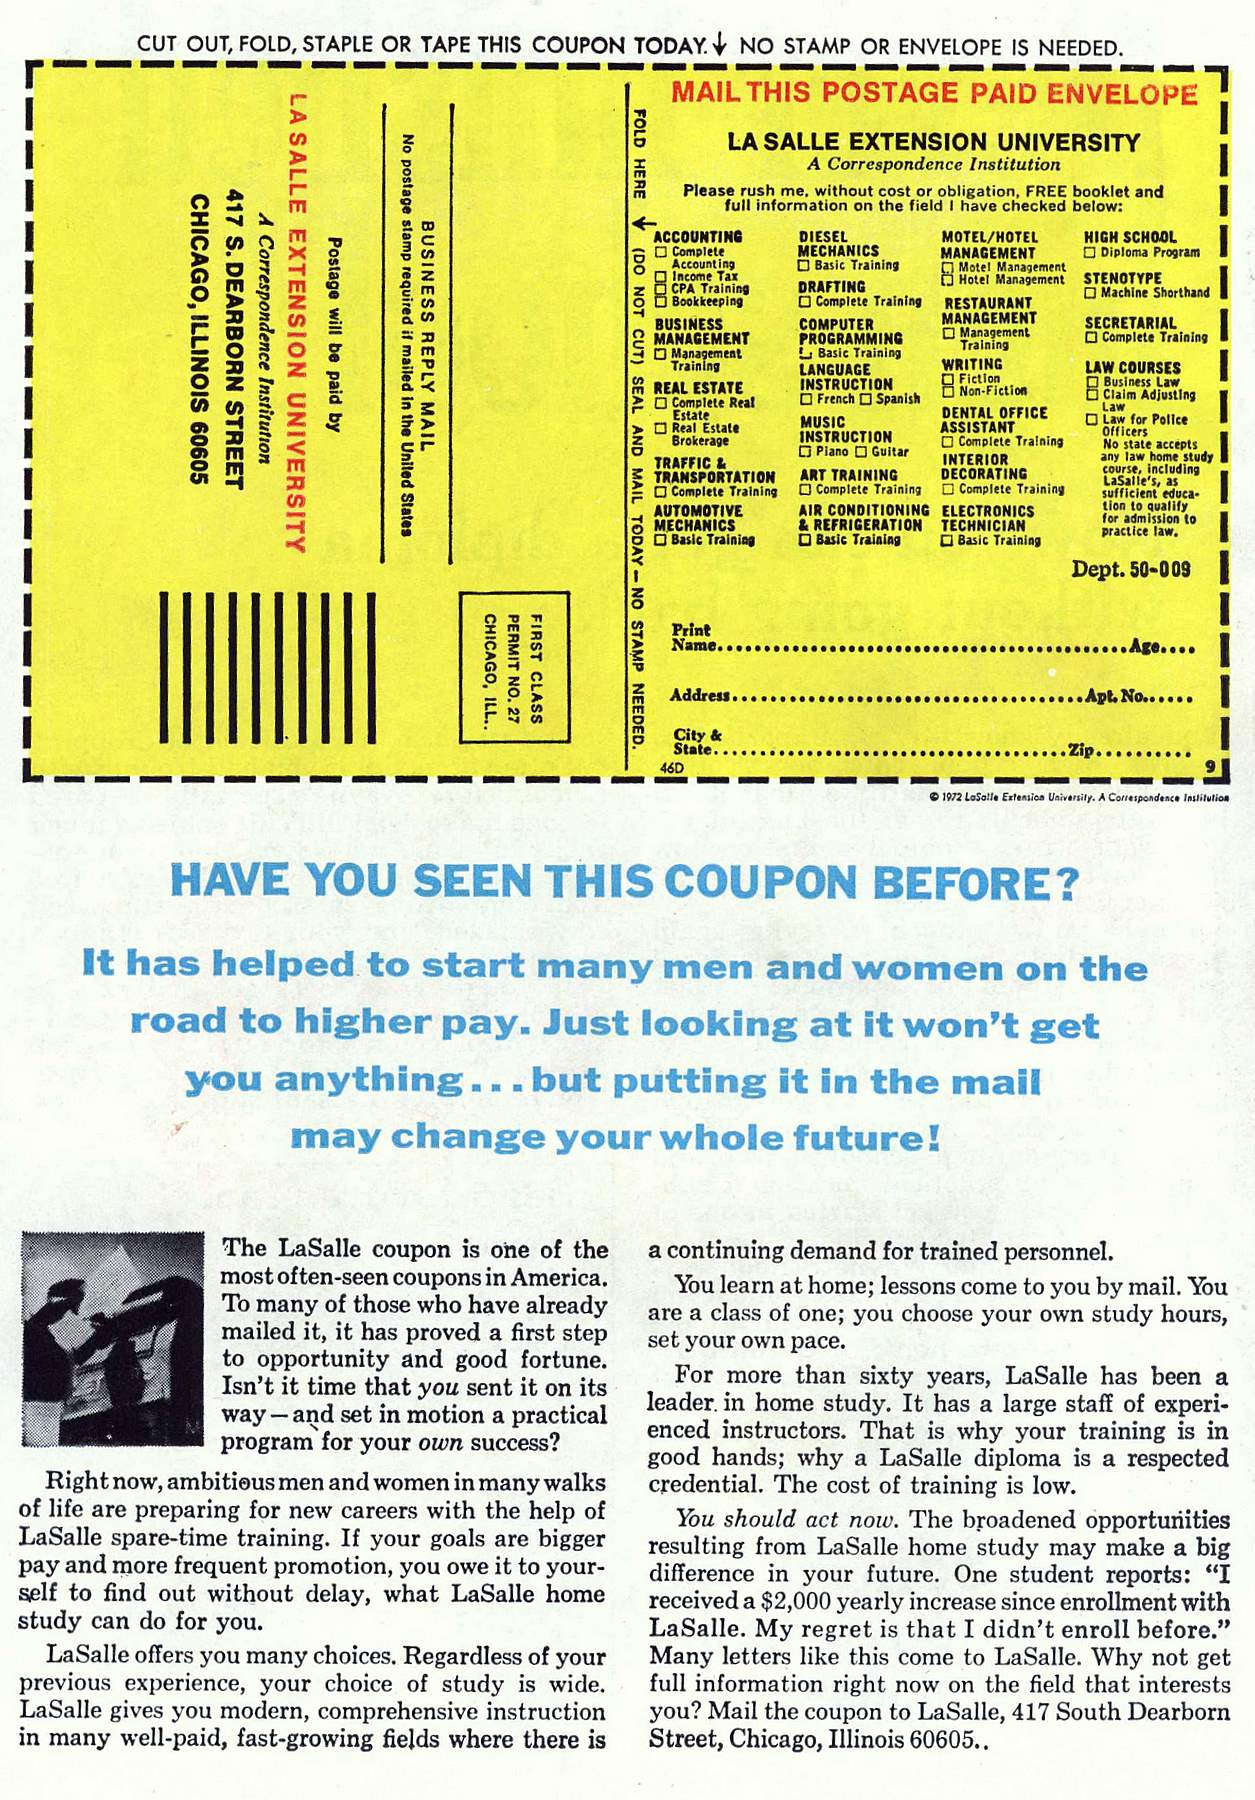 CUT OUT, FOLD, STAPLE OR TAPE THIS COUPON TODAY.↓ NO STAMP OR ENVELOPE IS NEEDED.
LA SALLE EXTENSION UNIVERSITY
A Correspondence Institution
417 S. DEARBORN STREET
CHICAGO, ILLINOIS 60605
Postage will be paid by
No postage stamp required if mailed in the United States
BUSINESS REPLY MAIL
FIRST CLASS
PERMIT NO. 27
CHICAGO, ILL..
FOLD HERE ↓ (DO NOT CUT) SEAL AND MAIL TODAY—NO STAMP NEEDED.
MAIL THIS POSTAGE PAID ENVELOPE
LA SALLE EXTENSION UNIVERSITY
A Correspondence Institution
Please rush me, without cost or obligation, FREE booklet and
full information on the field I have checked below:
ACCOUNTING
☐ Complete
Accounting
☐ Income Tax
☐ CPA Training
☐ Bookkeeping
BUSINESS
MANAGEMENT
☐ Management
Training
REAL ESTATE
☐ Complete Real
Estate
☐ Real Estate
Brokerage
TRAFFIC &
TRANSPORTATION
☐ Complete Training
AUTOMOTIVE
MECHANICS
☐ Basic Training
DIESEL
MECHANICS
☐ Basic Training
DRAFTING
☐ Complete Training
COMPUTER
PROGRAMMING
☐ Basic Training
LANGUAGE
INSTRUCTION
☐ French ☐ Spanish
MUSIC
INSTRUCTION
☐ Piano ☐ Guitar
ART TRAINING
☐ Complete Training
AIR CONDITIONING
& REFRIGERATION
☐ Basic Training
MOTEL/HOTEL
MANAGEMENT
☐ Motel Management
☐ Hotel Management
RESTAURANT
MANAGEMENT
☐ Management
Training
WRITING
☐ Fiction
☐ Non-Fiction
DENTAL OFFICE
ASSISTANT
☐ Complete Training
INTERIOR
DECORATING
☐ Complete Training
ELECTRONICS
TECHNICIAN
☐ Basic Training
HIGH SCHOOL
☐ Diploma Program
STENOTYPE
☐ Machine Shorthand
SECRETARIAL
☐ Complete Training
LAW COURSES
☐ Business Law
☐ Claim Adjusting
Law
☐ Law for Police
Officers
No state accepts
any law home study
course, including
LaSalle's, as
sufficient educa-
tion to qualify
for admission to
practice law.
Dept. 50-009
Print
Name..........Age....
Address..........Apt. No......
City &
State..........Zip..........
46D 9
© 1972 LaSalle Extension University. A Correspondence Institution
HAVE YOU SEEN THIS COUPON BEFORE?
It has helped to start many men and women on the
road to higher pay. Just looking at it won't get
you anything... but putting it in the mail
may change your whole future!
The LaSalle coupon is one of the
most often-seen coupons in America.
To many of those who have already
mailed it, it has proved a first step
to opportunity and good fortune.
Isn't it time that you sent it on its
way—and set in motion a practical
program for your own success?
Right now, ambitious men and women in many walks
of life are preparing for new careers with the help of
LaSalle spare-time training. If your goals are bigger
pay and more frequent promotion, you owe it to your-
self to find out without delay, what LaSalle home
study can do for you.
LaSalle offers you many choices. Regardless of your
previous experience, your choice of study is wide.
LaSalle gives you modern, comprehensive instruction
in many well-paid, fast-growing fields where there is
a continuing demand for trained personnel.
You learn at home; lessons come to you by mail. You
are a class of one; you choose your own study hours,
set your own pace.
For more than sixty years, LaSalle has been a
leader in home study. It has a large staff of experi-
enced instructors. That is why your training is in
good hands; why a LaSalle diploma is a respected
credential. The cost of training is low.
You should act now. The broadened opportunities
resulting from LaSalle home study may make a big
difference in your future. One student reports: "I
received a $2,000 yearly increase since enrollment with
LaSalle. My regret is that I didn't enroll before."
Many letters like this come to LaSalle. Why not get
full information right now on the field that interests
you? Mail the coupon to LaSalle, 417 South Dearborn
Street, Chicago, Illinois 60605..